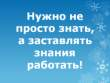 Нужно не
просто знать,
а заставлять
знания
работать!